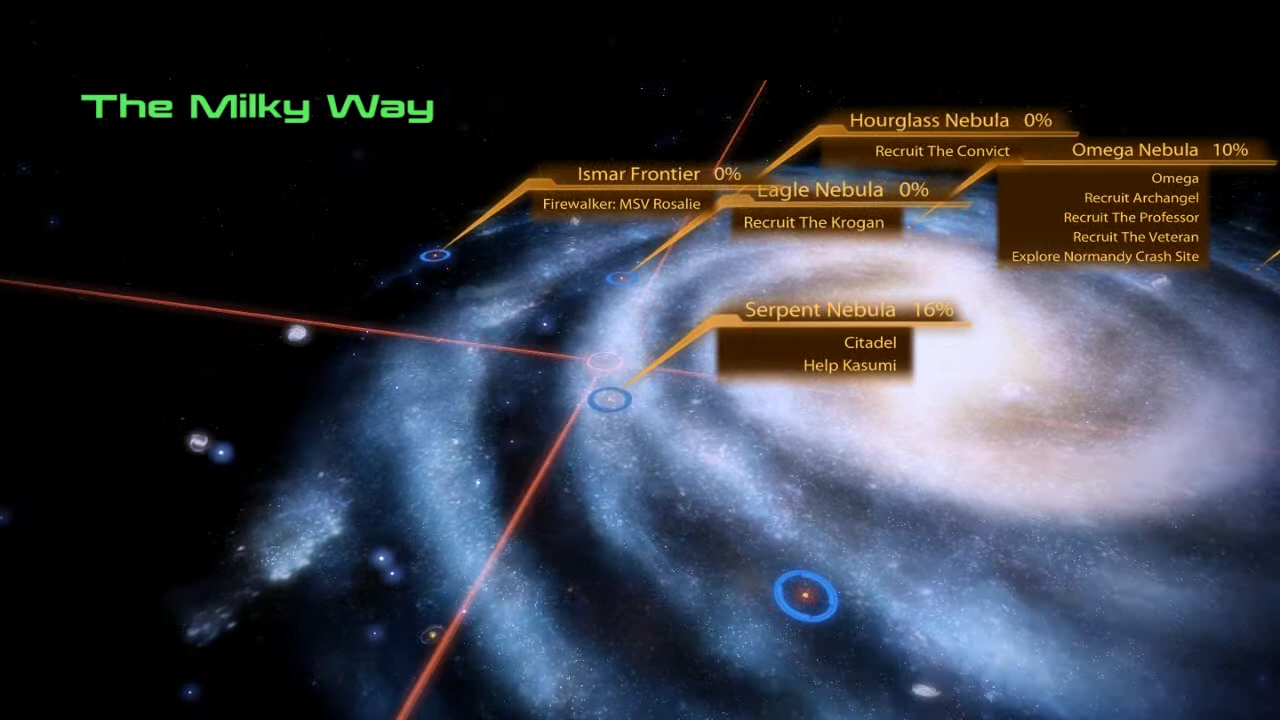 The Milky Way
Hourglass Nebula 0%
Recruit The Convict
Omega Nebula 10%
Omega
Recruit Archangel
Recruit The Professor
Recruit The Veteran
Explore Normandy Crash Site
Ismar Frontier 0%
Firewalker: MSV Rosalie
Eagle Nebula 0%
Recruit The Krogan
Serpent Nebula 16%
Citadel
Help Kasumi